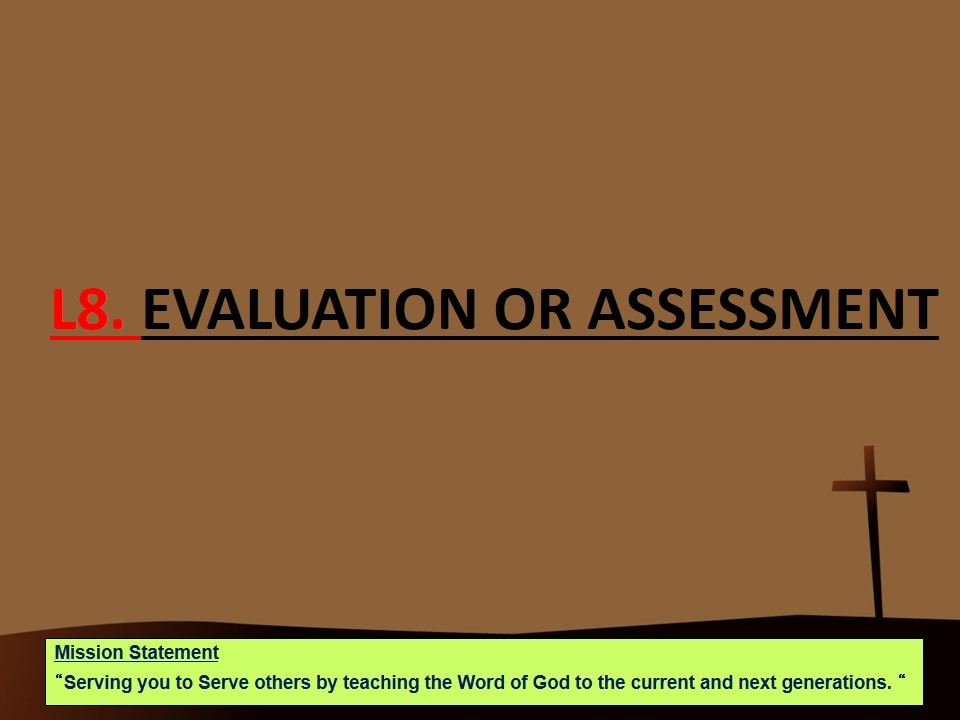 L8. EVALUATION OR ASSESSMENT
Mission Statement
“Serving you to Serve others by teaching the Word of God to the current and next generations. “